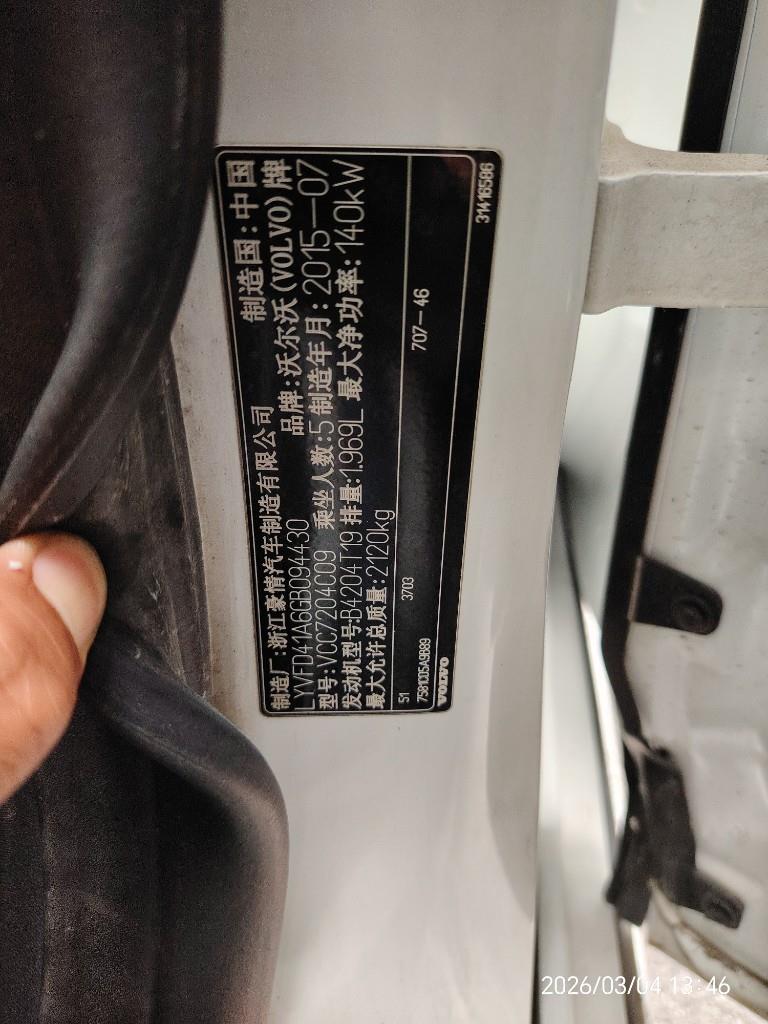 制造厂:浙江豪情汽车制造有限公司 制造国:中国
LYVFD41A6GB094430 品牌:沃尔沃(VOLVO)牌
型号:VCC7204C09 乘坐人数:5 制造年月:2015-07
发动机型号:B4204T19 排量:1.969L 最大净功率:140kW
最大允许总质量:2120kg
51 3703 707-46
7581C05A9B89
VOLVO 31416586
2026/03/04 13:46